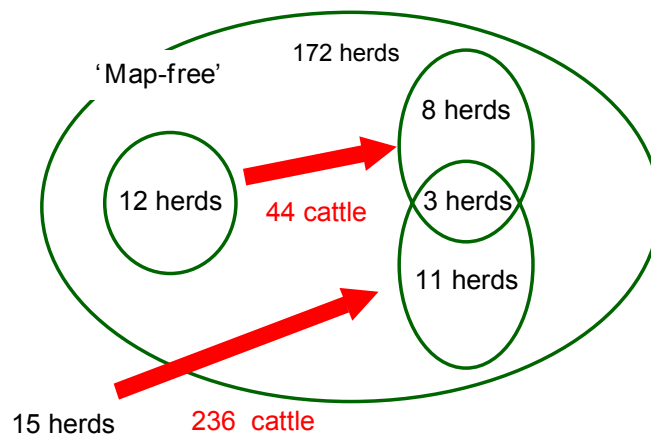 172 herds
‘Map-free’
8 herds
12 herds
3 herds
44 cattle
11 herds
15 herds
236 cattle